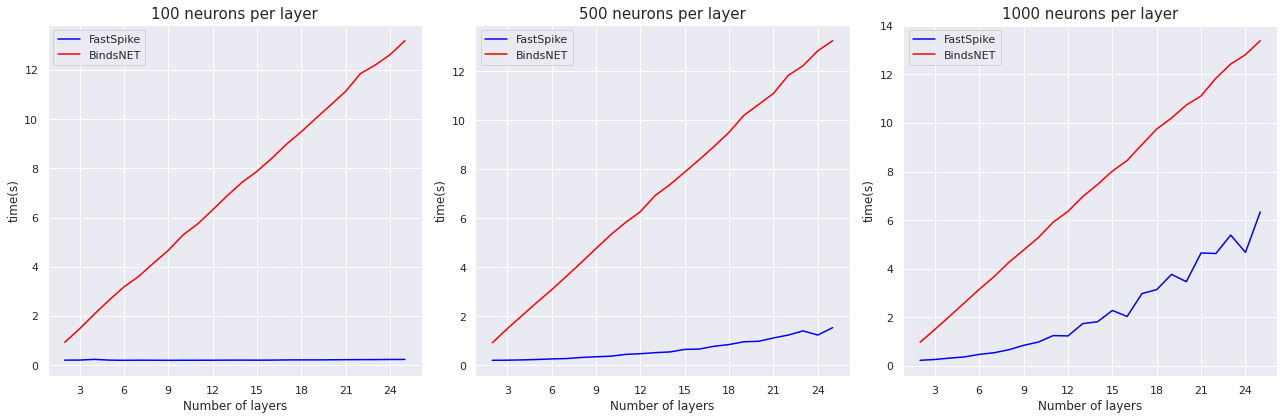 100 neurons per layer
FastSpike
BindsNET
12
10
8
6
4
2
0
time(s)
3 6 9 12 15 18 21 24
Number of layers
500 neurons per layer
FastSpike
BindsNET
12
10
8
6
4
2
0
time(s)
3 6 9 12 15 18 21 24
Number of layers
1000 neurons per layer
FastSpike
BindsNET
14
12
10
8
6
4
2
0
time(s)
3 6 9 12 15 18 21 24
Number of layers